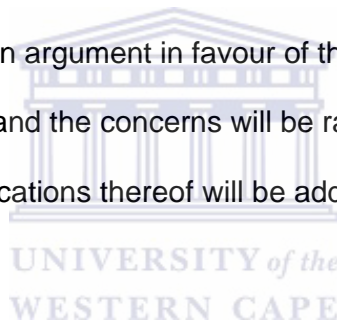 n argument in favour of th
and the concerns will be ra
cations thereof will be add
UNIVERSITY of the
WESTERN CAPE